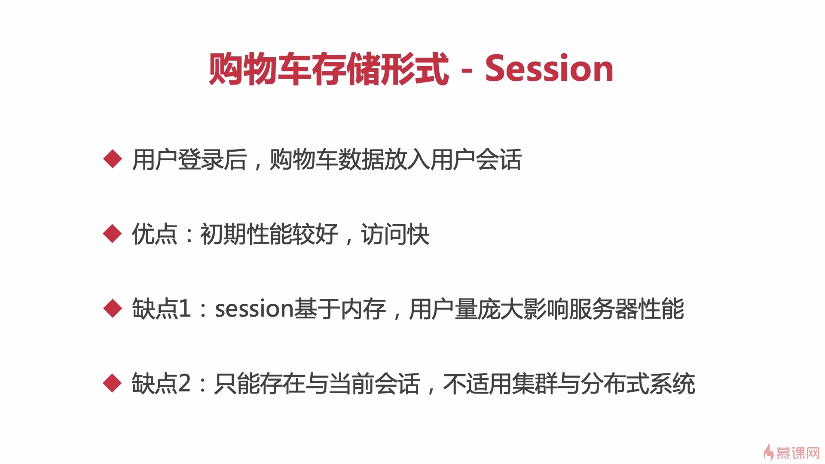 购物车存储形式 - Session
用户登录后，购物车数据放入用户会话
优点：初期性能较好，访问快
缺点1：session基于内存，用户量庞大影响服务器性能
缺点2：只能存在与当前会话，不适用集群与分布式系统
慕课网